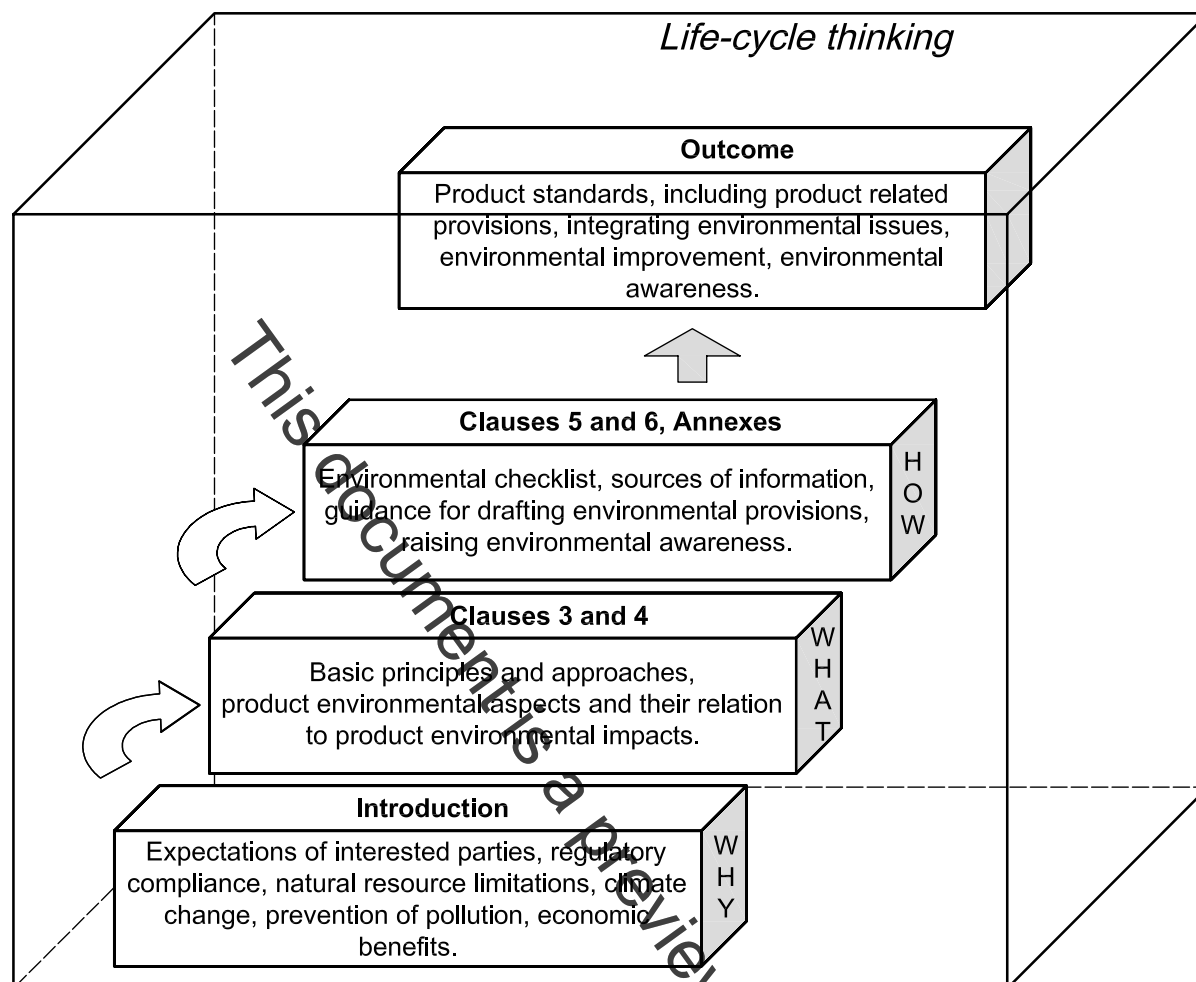 Life-cycle thinking
Outcome
Product standards, including product related
provisions, integrating environmental issues,
environmental improvement, environmental
awareness.
Clauses 5 and 6, Annexes
Environmental checklist, sources of information,
guidance for drafting environmental provisions,
raising environmental awareness.
HOW
Clauses 3 and 4
Basic principles and approaches,
product environmental aspects and their relation
to product environmental impacts.
WHAT
Introduction
Expectations of interested parties, regulatory
compliance, natural resource limitations, climate
change, prevention of pollution, economic
benefits.
WHY
This document is a preview